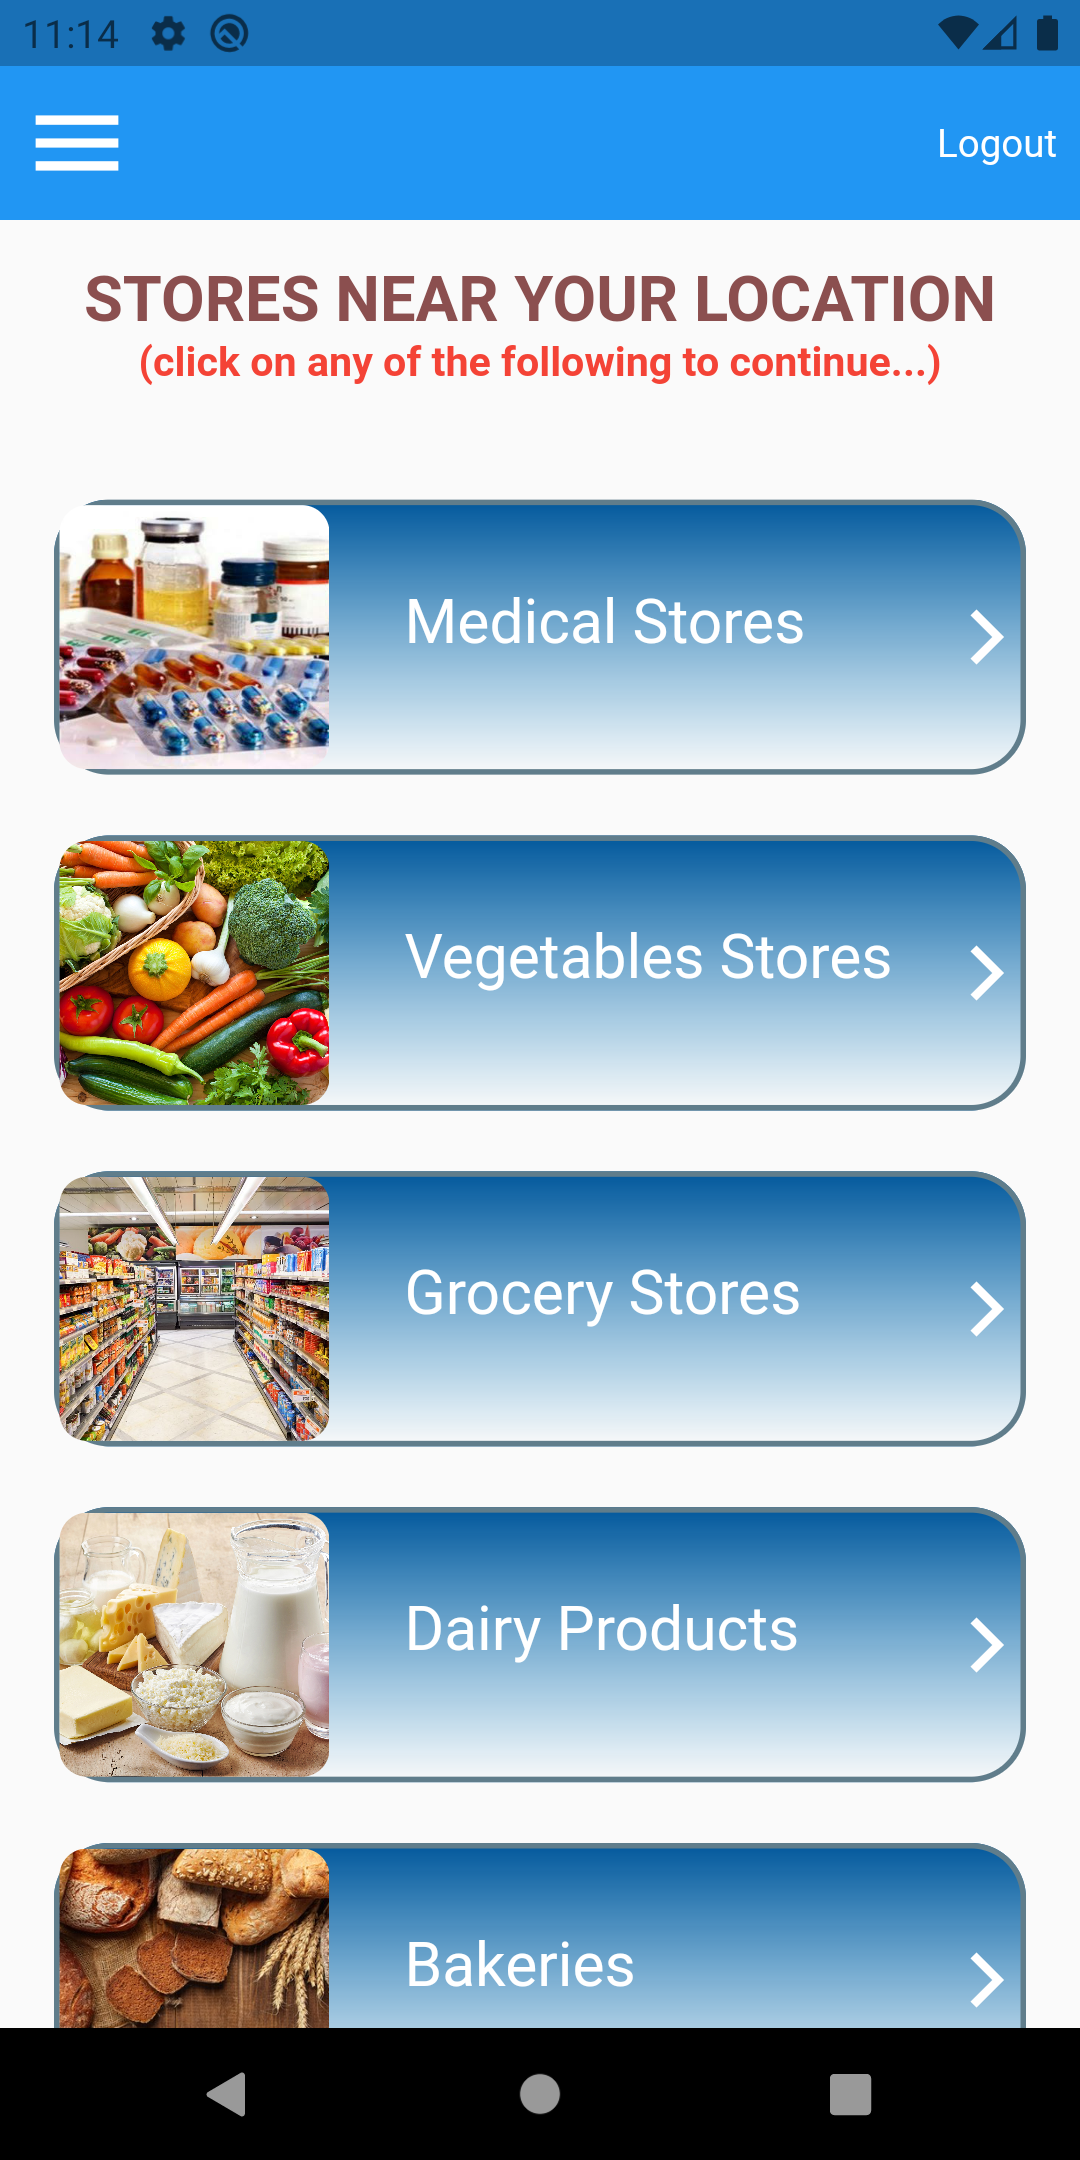 11:14
Logout
STORES NEAR YOUR LOCATION
(click on any of the following to continue...)
Medical Stores
Vegetables Stores
Grocery Stores
Dairy Products
Bakeries